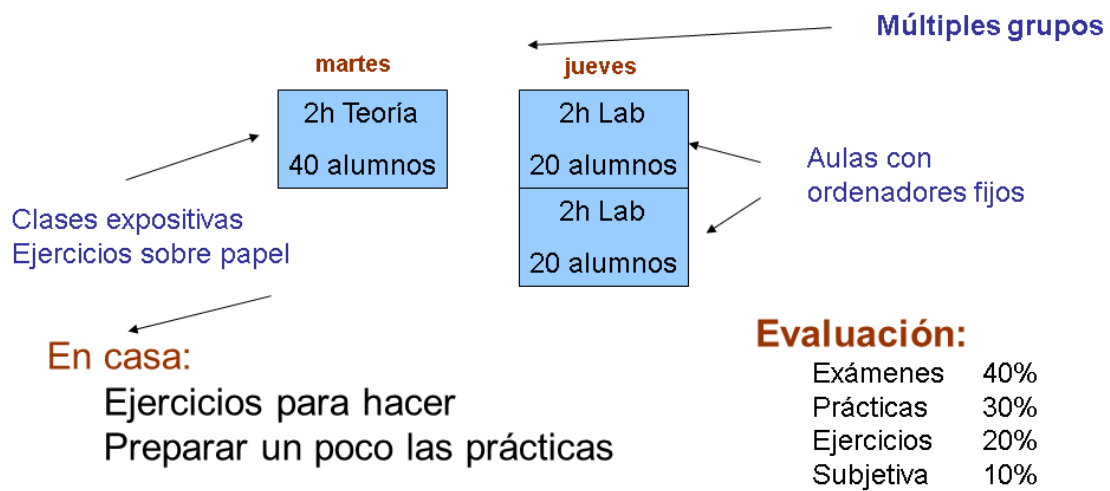 Múltiples grupos
martes
jueves
2h Teoría
40 alumnos
2h Lab
20 alumnos
2h Lab
20 alumnos
Aulas con
ordenadores fijos
Clases expositivas
Ejercicios sobre papel
En casa:
Ejercicios para hacer
Preparar un poco las prácticas
Evaluación:
Exámenes 40%
Prácticas 30%
Ejercicios 20%
Subjetiva 10%